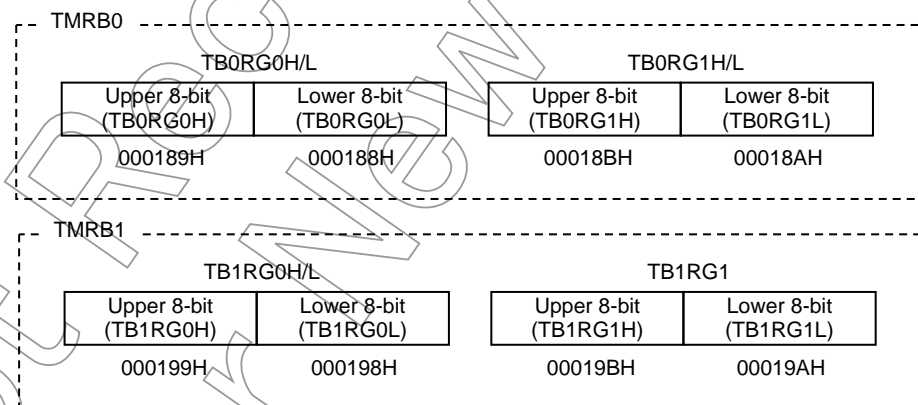 TMRB0
TB0RG0H/L TB0RG1H/L
Upper 8-bit Lower 8-bit Upper 8-bit Lower 8-bit
(TB0RG0H) (TB0RG0L) (TB0RG1H) (TB0RG1L)
000189H 000188H 00018BH 00018AH
TMRB1
TB1RG0H/L TB1RG1
Upper 8-bit Lower 8-bit Upper 8-bit Lower 8-bit
(TB1RG0H) (TB1RG0L) (TB1RG1H) (TB1RG1L)
000199H 000198H 00019BH 00019AH